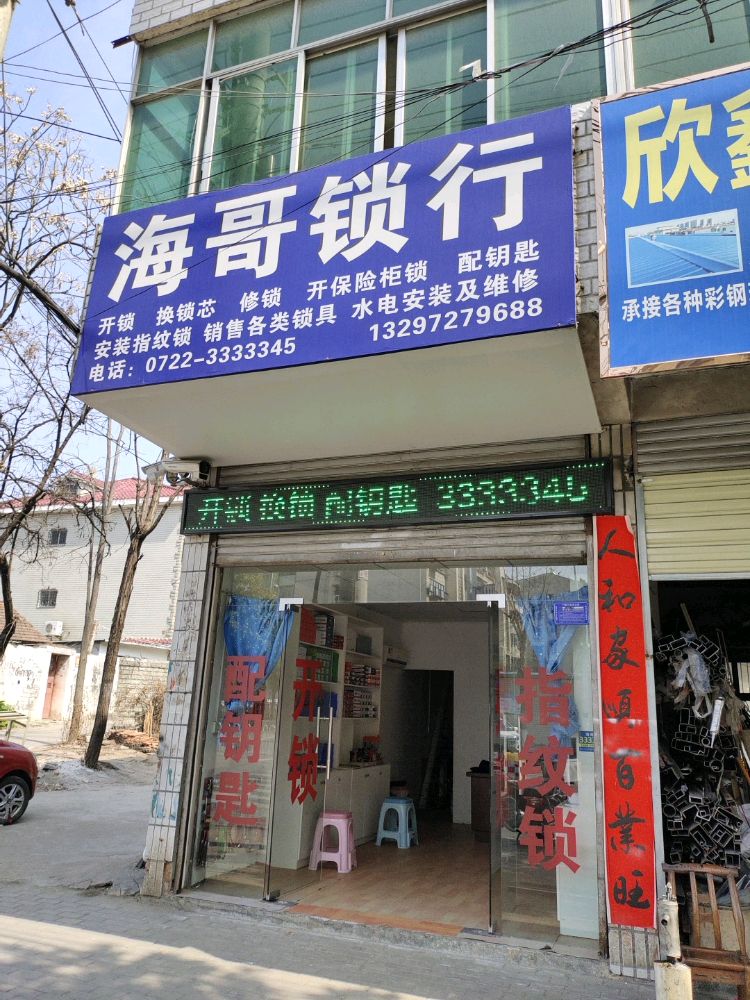 海哥锁行
开锁 换锁芯 修锁 开保险柜锁 配钥匙
安装指纹锁 销售各类锁具 水电安装及维修
电话：0722-3333345 13297279688
欣鑫
承接各种彩钢
开锁 换锁 配钥匙 3333345
配钥匙
开锁
指纹锁
人和家顺百业旺